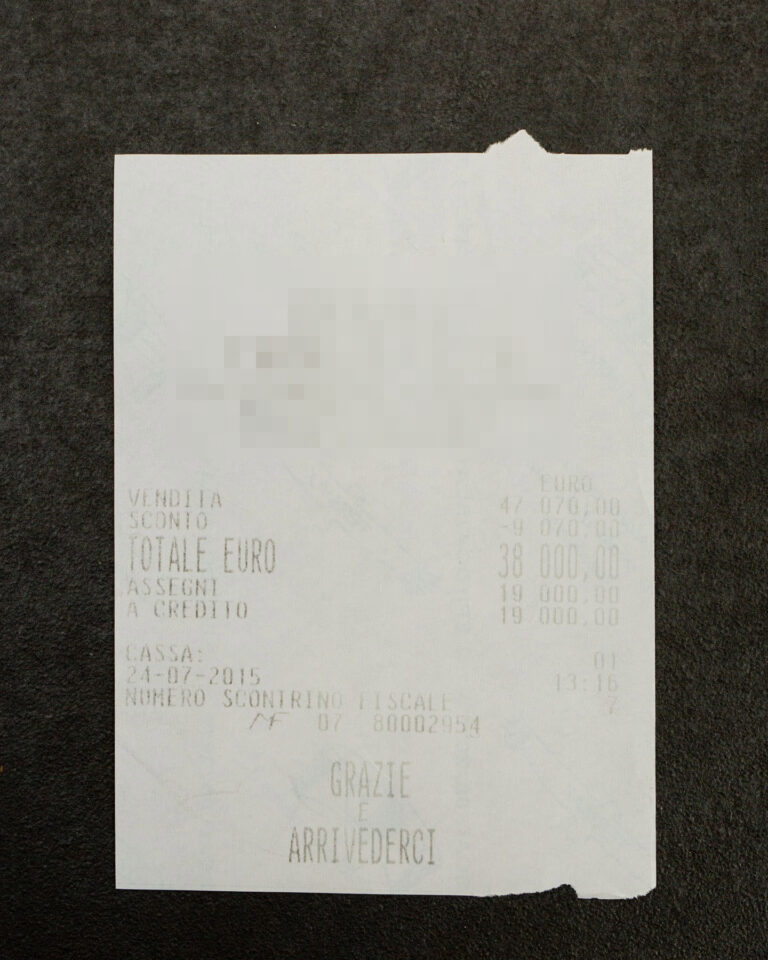 EURO
VENDITA 47 070,00
SCONTO -9 070,00
TOTALE EURO 38 000,00
ASSEGNI 19 000,00
A CREDITO 19 000,00
CASSA: 01
24-07-2015 13:16
NUMERO SCONTRINO FISCALE 7
MF 07 80002954
GRAZIE
E
ARRIVEDERCI